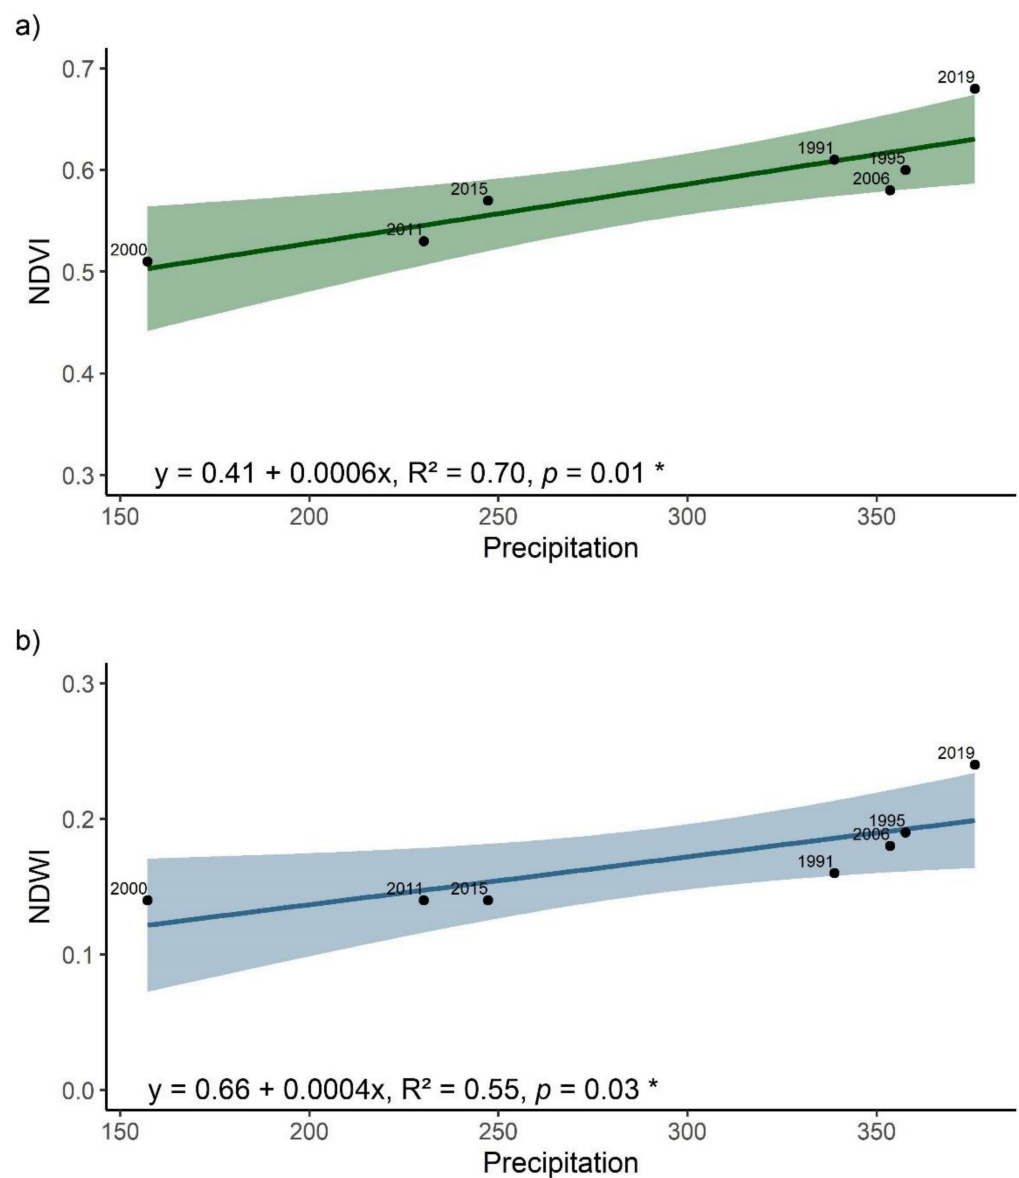 a)
0.7
0.6
0.5
0.4
0.3
NDVI
2019
1991
1995
2006
2015
2011
2000
y = 0.41 + 0.0006x, R² = 0.70, p = 0.01 *
150 200 250 300 350
Precipitation
b)
0.3
0.2
0.1
0.0
NDWI
2019
1995
2006
1991
2000
2011
2015
y = 0.66 + 0.0004x, R² = 0.55, p = 0.03 *
150 200 250 300 350
Precipitation